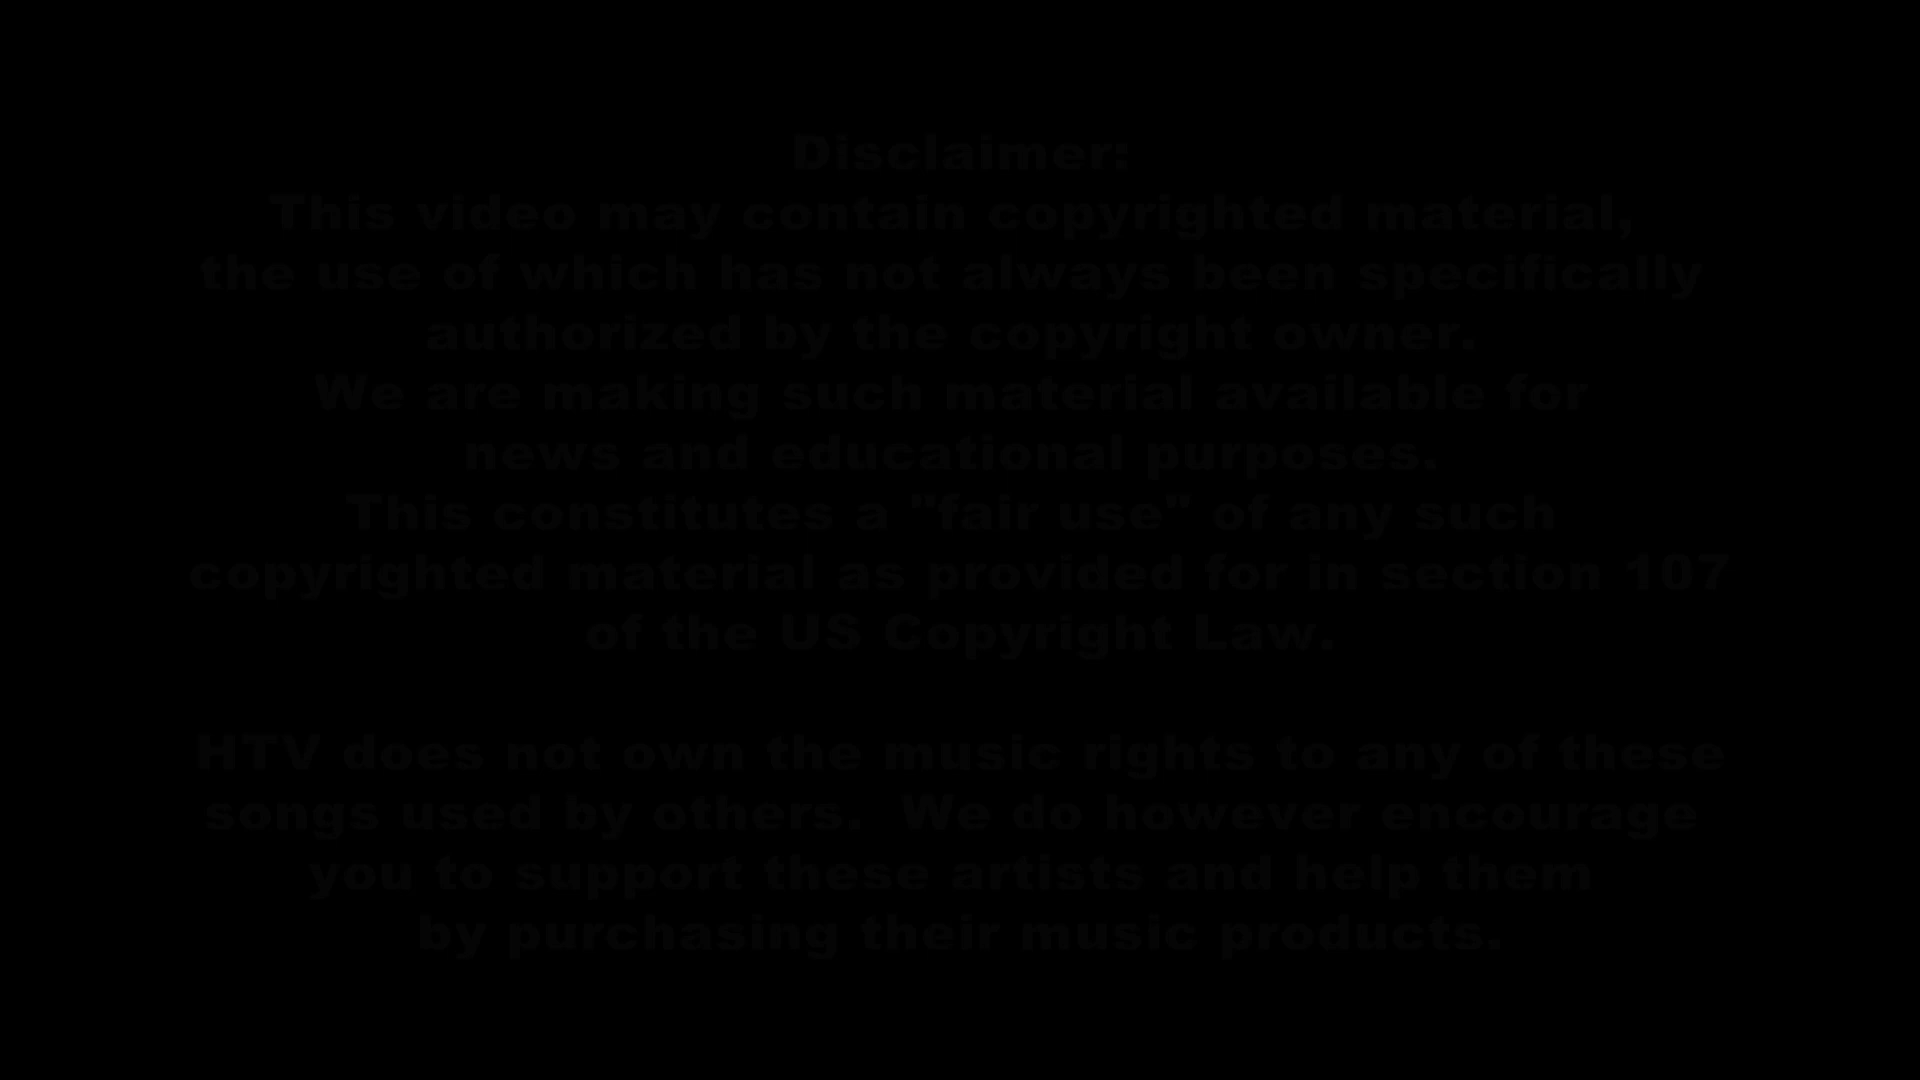 Disclaimer:
This video may contain copyrighted material,
the use of which has not always been specifically
authorized by the copyright owner.
We are making such material available for
news and educational purposes.
This constitutes a "fair use" of any such
copyrighted material as provided for in section 107
of the US Copyright Law.
HTV does not own the music rights to any of these
songs used by others.  We do however encourage
you to support these artists and help them
by purchasing their music products.